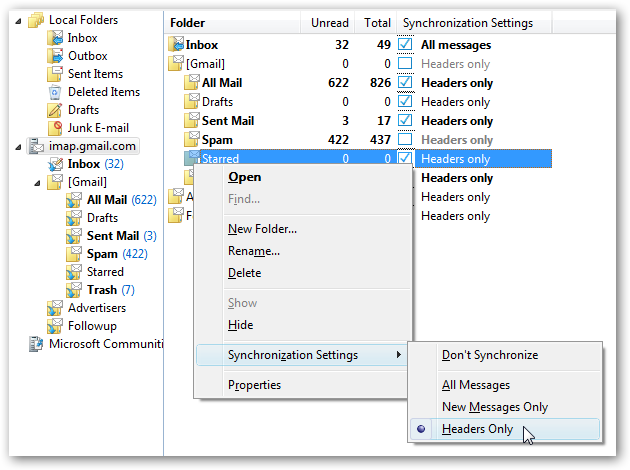 Local Folders
Inbox
Outbox
Sent Items
Deleted Items
Drafts
Junk E-mail
imap.gmail.com
Inbox (32)
[Gmail]
All Mail (622)
Drafts
Sent Mail (3)
Spam (422)
Starred
Trash (7)
Advertisers
Followup
Microsoft Communiti
Folder Unread Total Synchronization Settings
Inbox 32 49 All messages
[Gmail] 0 0 Headers only
All Mail 622 826 Headers only
Drafts 0 0 Headers only
Sent Mail 3 17 Headers only
Spam 422 437 Headers only
Starred 0 0 Headers only
Headers only
A Headers only
F Headers only
Open
Find...
New Folder...
Rename...
Delete
Show
Hide
Synchronization Settings
Properties
Don't Synchronize
All Messages
New Messages Only
Headers Only